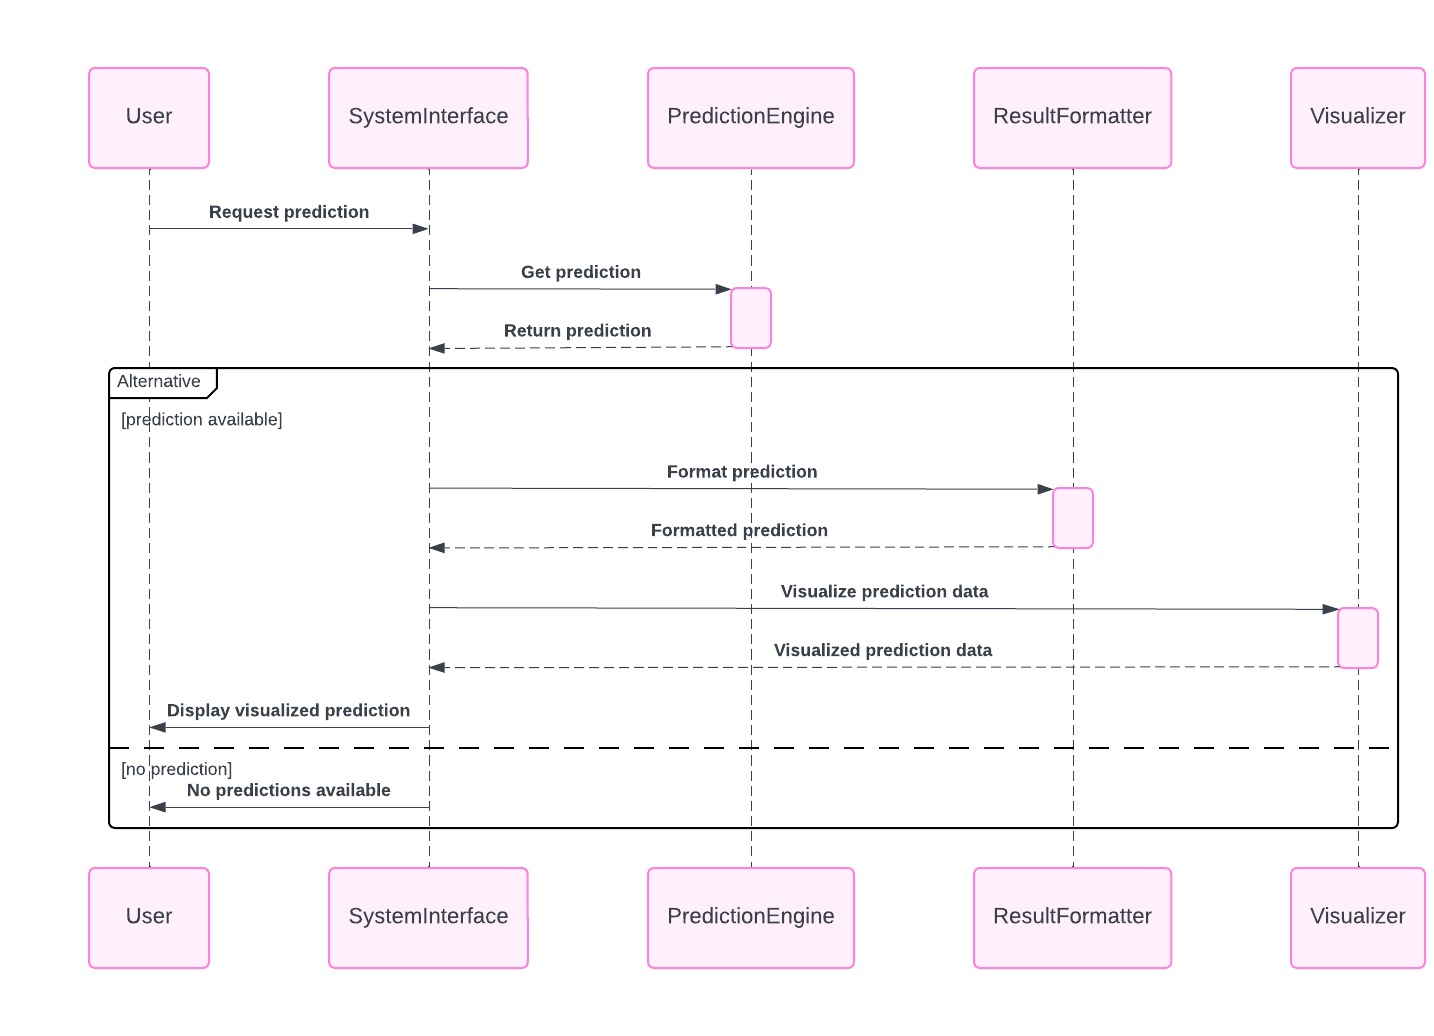 User
SystemInterface
PredictionEngine
ResultFormatter
Visualizer
Request prediction
Get prediction
Return prediction
Alternative
[prediction available]
Format prediction
Formatted prediction
Visualize prediction data
Visualized prediction data
Display visualized prediction
[no prediction]
No predictions available
User
SystemInterface
PredictionEngine
ResultFormatter
Visualizer